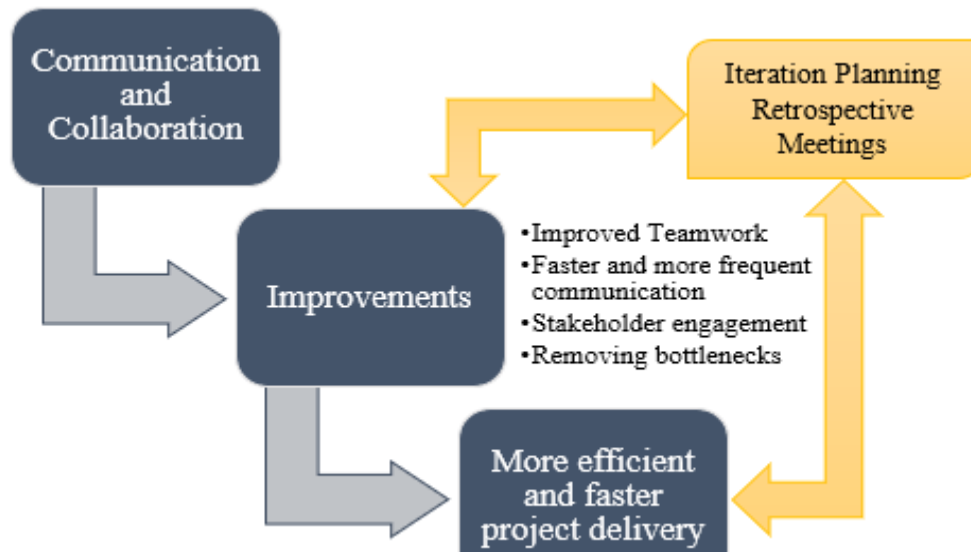 Communication
and
Collaboration
Iteration Planning
Retrospective
Meetings
Improvements
•Improved Teamwork
•Faster and more frequent
communication
•Stakeholder engagement
•Removing bottlenecks
More efficient
and faster
project delivery